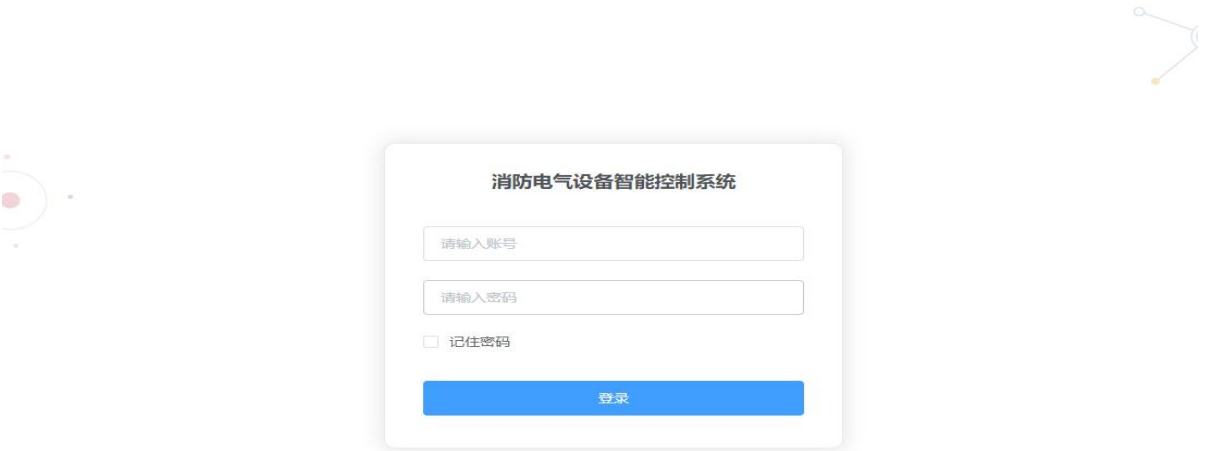 消防电气设备智能控制系统
请输入账号
请输入密码
记住密码
登录